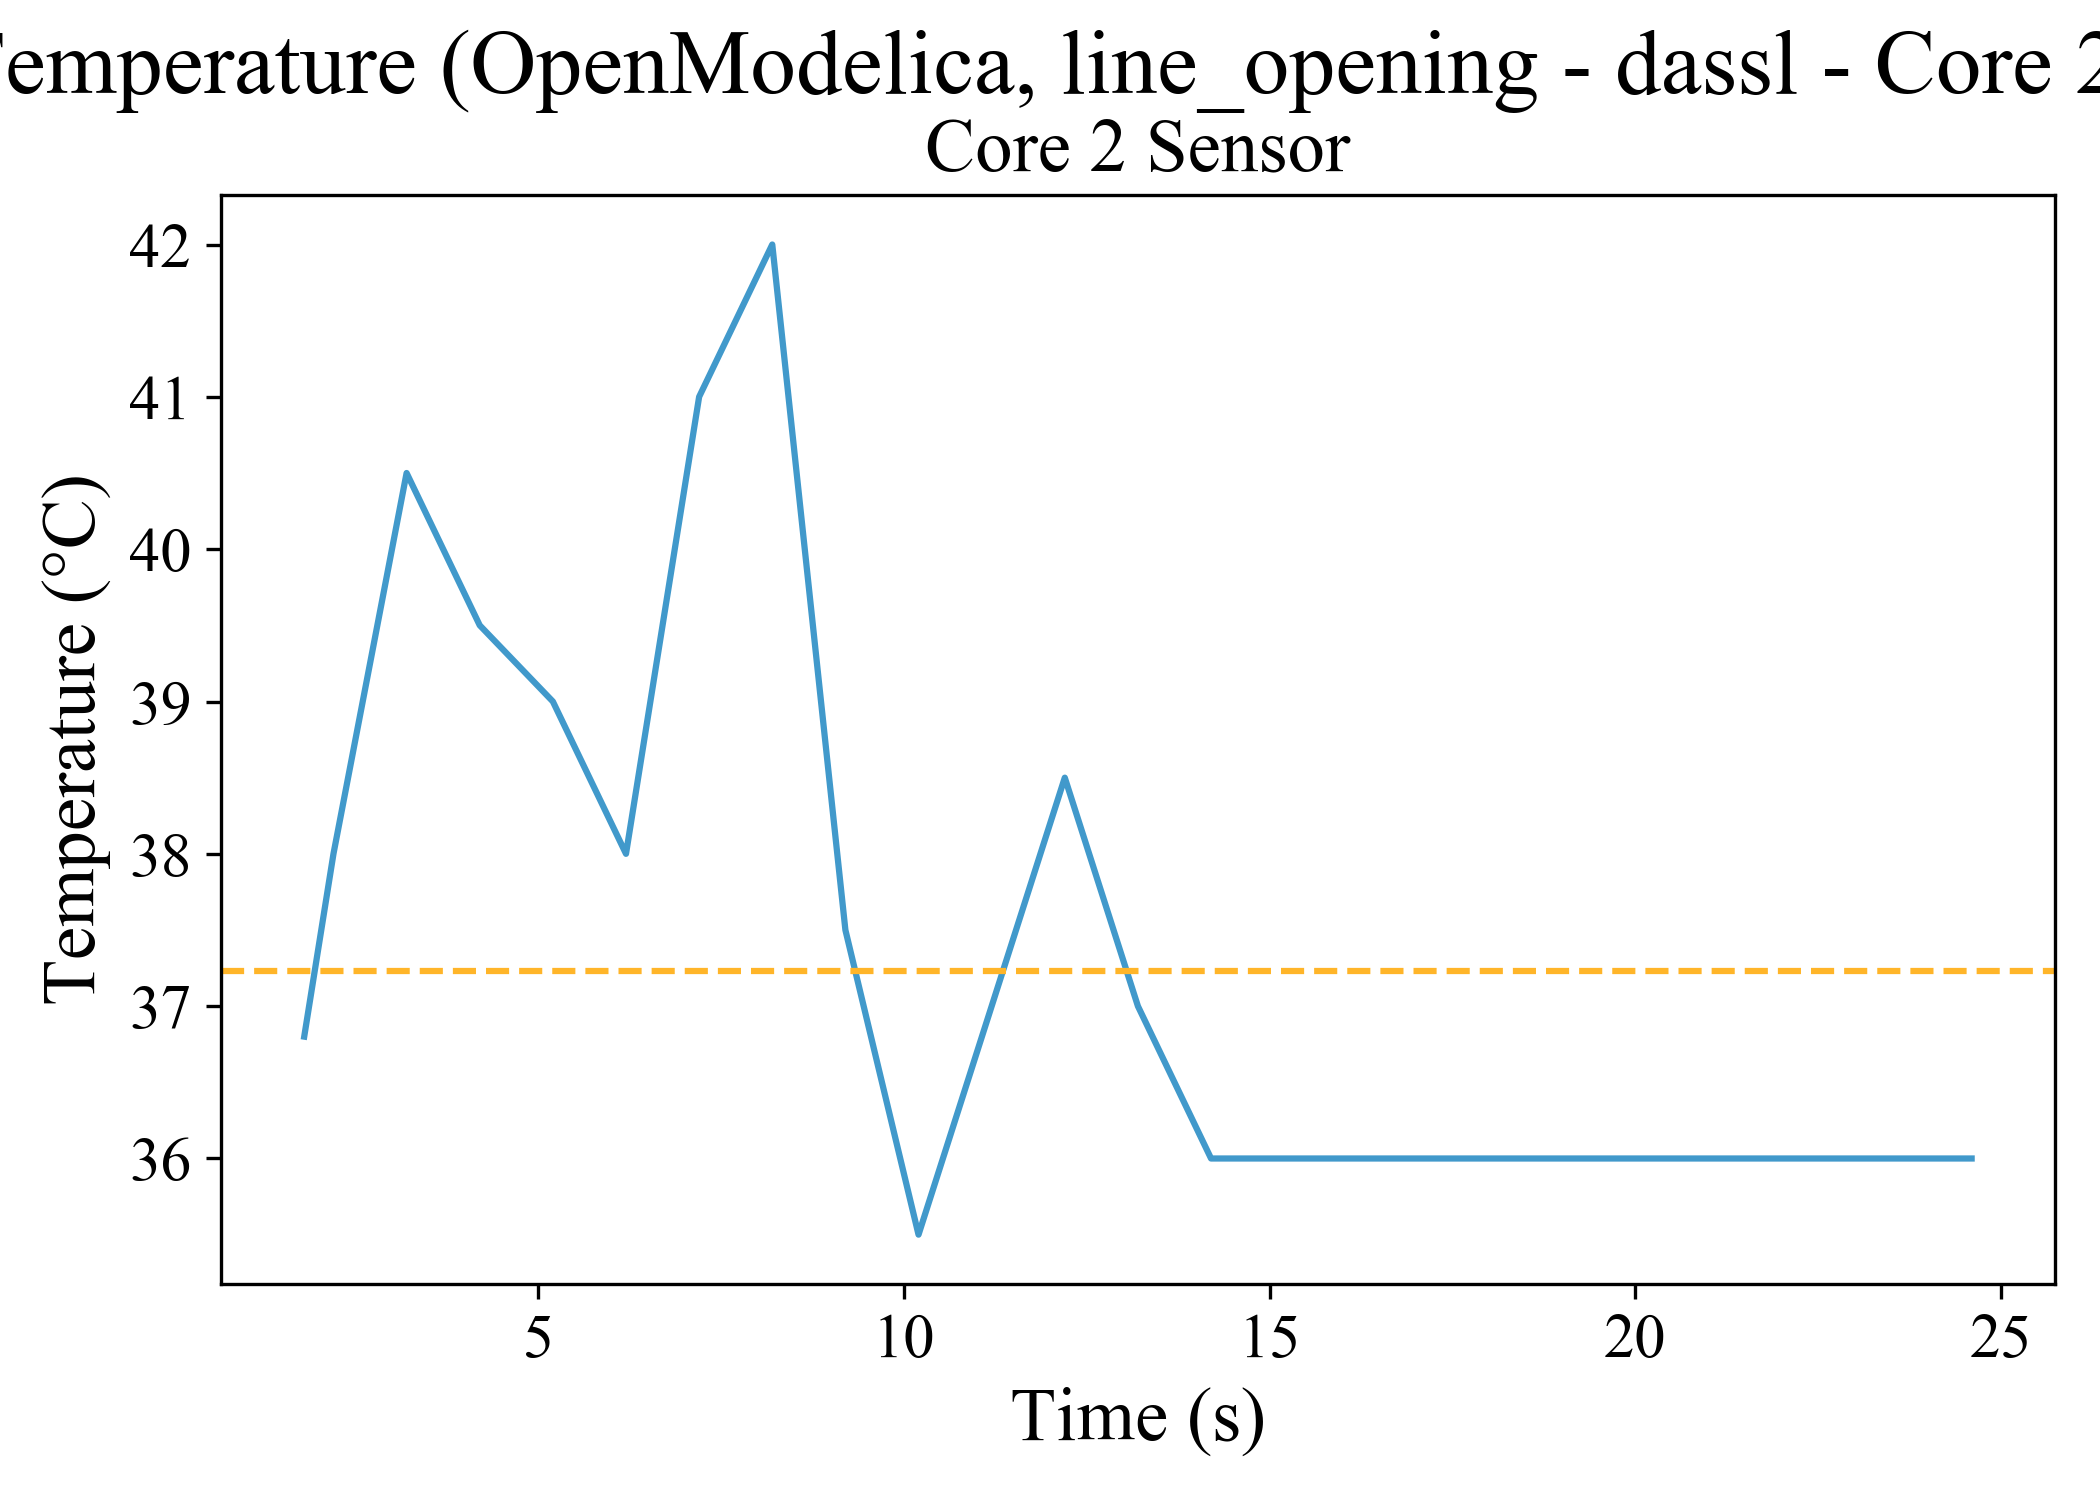 emperature (OpenModelica, line_opening - dassl - Core 2
Core 2 Sensor
Temperature (°C)
42
41
40
39
38
37
36
5 10 15 20 25
Time (s)